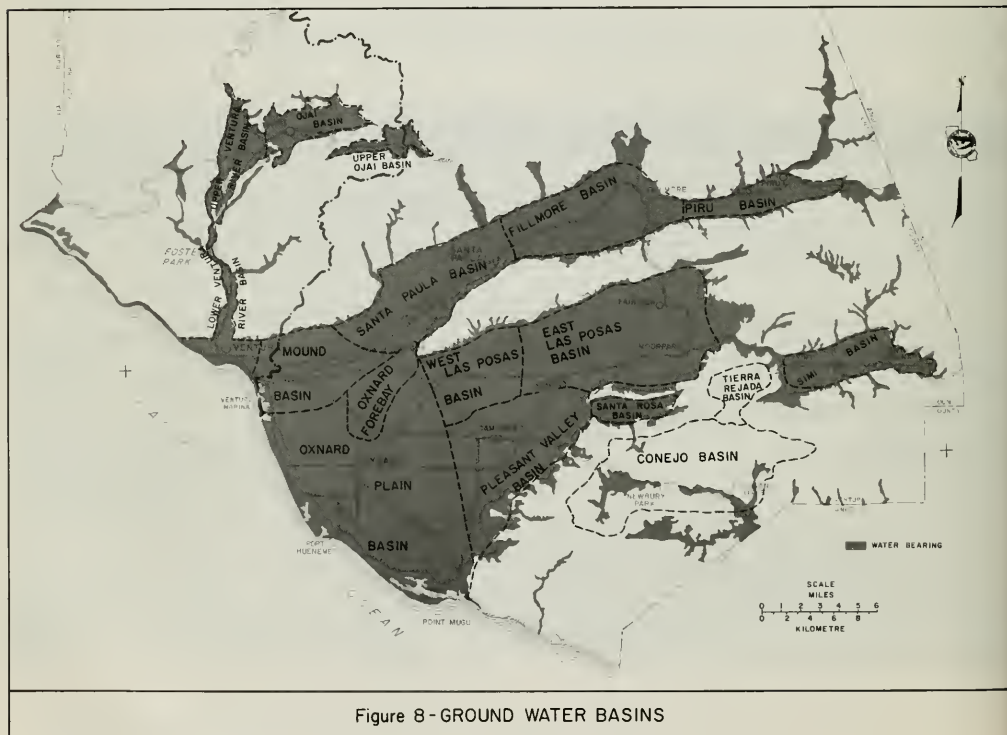 UPPER VENTURA
RIVER BASIN
OJAI
BASIN
UPPER
OJAI BASIN
FILLMORE BASIN
PIRU BASIN
SANTA PAULA BASIN
LOWER VENTURA
RIVER BASIN
MOUND
BASIN
OXNARD
FOREBAY
WEST
LAS POSAS
BASIN
EAST
LAS POSAS
BASIN
SIMI BASIN
TIERRA
REJADA
BASIN
SANTA ROSA
BASIN
OXNARD
PLAIN
BASIN
PLEASANT VALLEY
BASIN
CONEJO BASIN
NEWBURY
PARK
PORT
HUENEME
POINT MUGU
WATER BEARING
SCALE
MILES
0 1 2 3 4 5 6
0 2 4 6 8
KILOMETRE
Figure 8-GROUND WATER BASINS